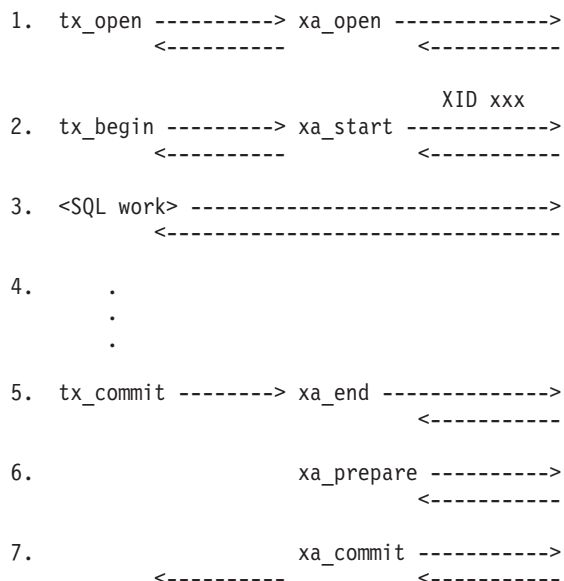 1. tx_open ----------> xa_open ------------->
<---------- <-----------
XID xxx
2. tx_begin ---------> xa_start ------------->
<---------- <-----------
3. <SQL work> ----------------------------->
<---------------------------------
4. .
.
.
5. tx_commit --------> xa_end -------------->
<-----------
6. xa_prepare ---------->
<-----------
7. xa_commit ----------->
<---------- <-----------